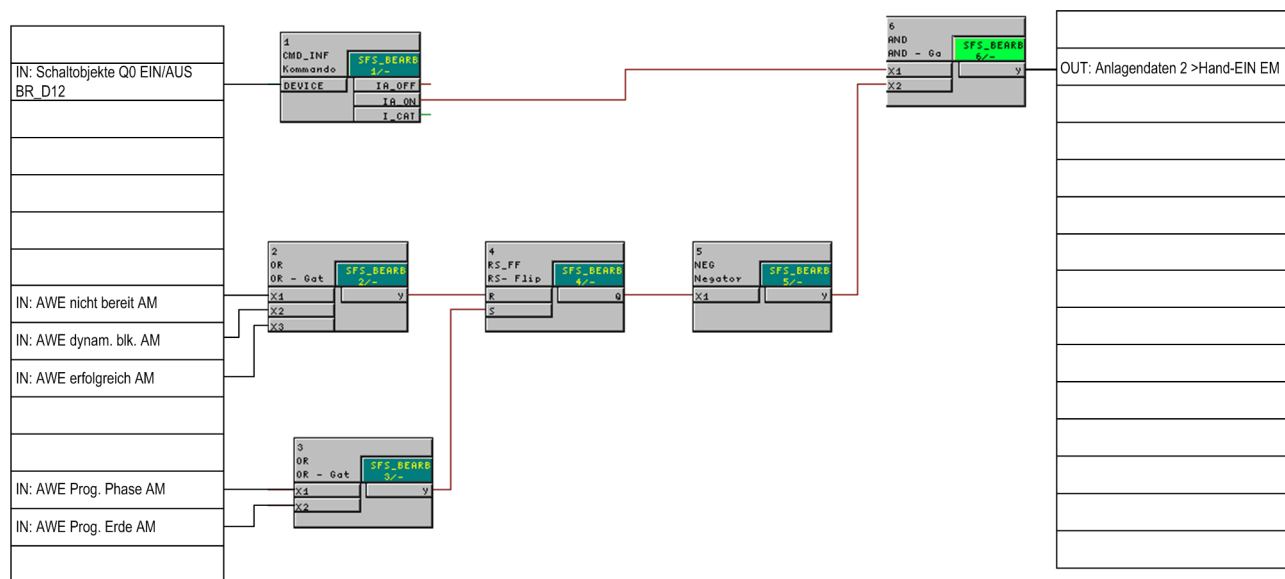 IN: Schaltobjekte Q0 EIN/AUS
BR_D12
IN: AWE nicht bereit AM
IN: AWE dynam. blk. AM
IN: AWE erfolgreich AM
IN: AWE Prog. Phase AM
IN: AWE Prog. Erde AM
1
CMD_INF
Kommando
SFS_BEARB
1/-
DEVICE
IA_OFF
IA_ON
I_CAT
2
OR
OR - Gat
SFS_BEARB
2/-
X1
Y
X2
X3
3
OR
OR - Gat
SFS_BEARB
3/-
X1
Y
X2
4
RS_FF
RS- Flip
SFS_BEARB
4/-
R
Q
S
5
NEG
Negator
SFS_BEARB
5/-
X1
Y
6
AND
AND - Ga
SFS_BEARB
6/-
X1
Y
X2
OUT: Anlagendaten 2 >Hand-EIN EM